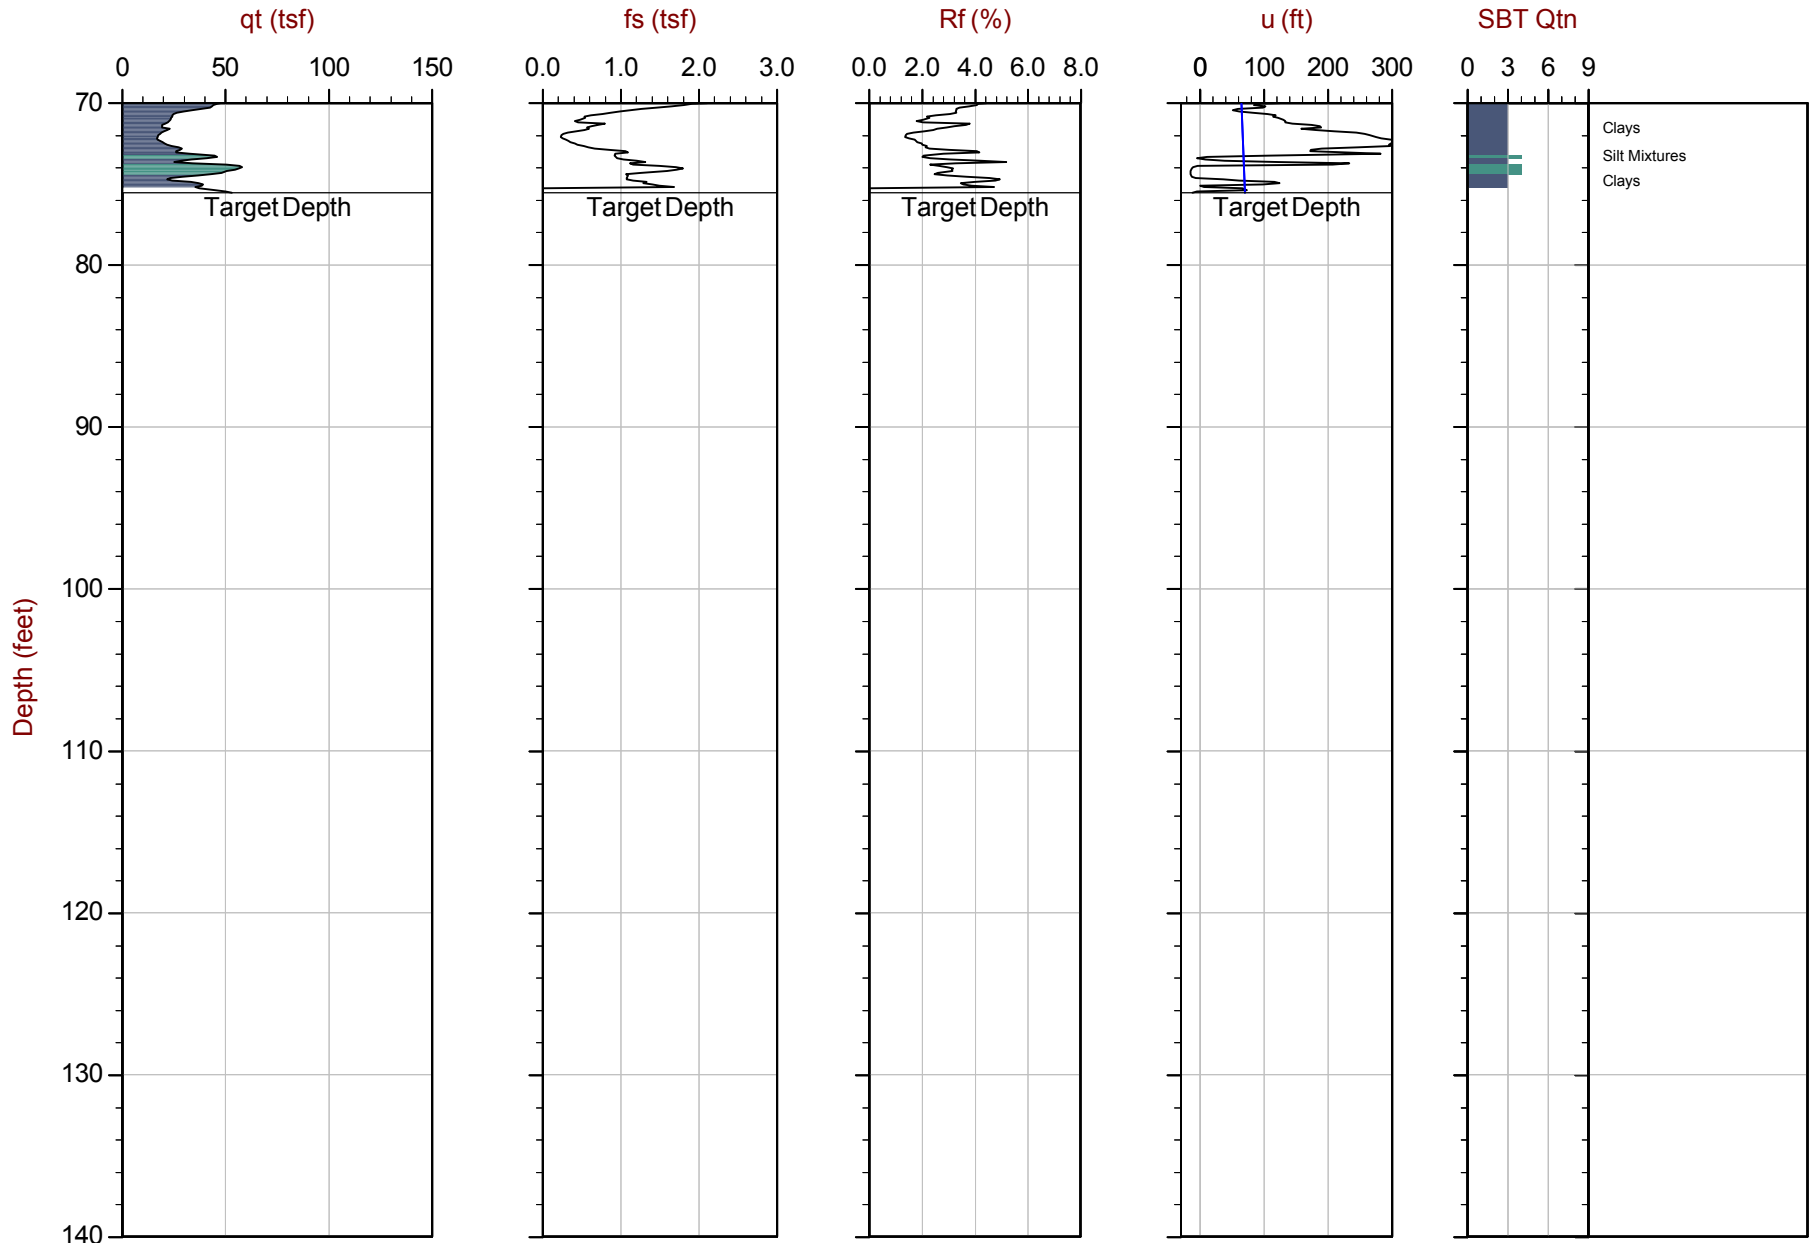 qt (tsf) fs (tsf) Rf (%) u (ft) SBT Qtn
0 50 100 150 0.0 1.0 2.0 3.0 0.0 2.0 4.0 6.0 8.0 0 100 200 300 0 3 6 9
70
Clays
Silt Mixtures
Clays
Target Depth Target Depth Target Depth Target Depth
80
90
100
Depth (feet)
110
120
130
140